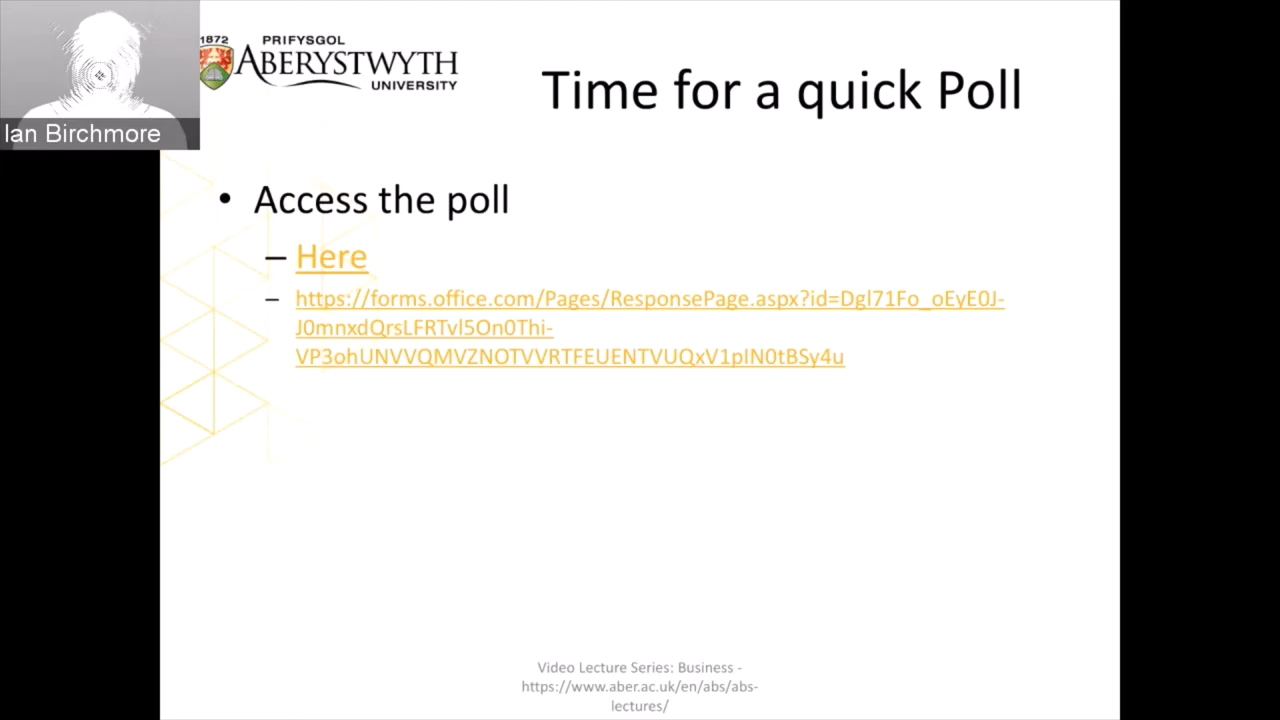 1872
PRIFYSGOL
ABERYSTWYTH
UNIVERSITY
Ian Birchmore
Time for a quick Poll
• Access the poll
– Here
– https://forms.office.com/Pages/ResponsePage.aspx?id=Dgl71Fo_oEyE0J-
J0mnxdQrsLFRTvl5On0Thi-
VP3ohUNVVQMVZNOTVVRTFEUENTVUQxV1pIN0tBSy4u
Video Lecture Series: Business -
https://www.aber.ac.uk/en/abs/abs-
lectures/